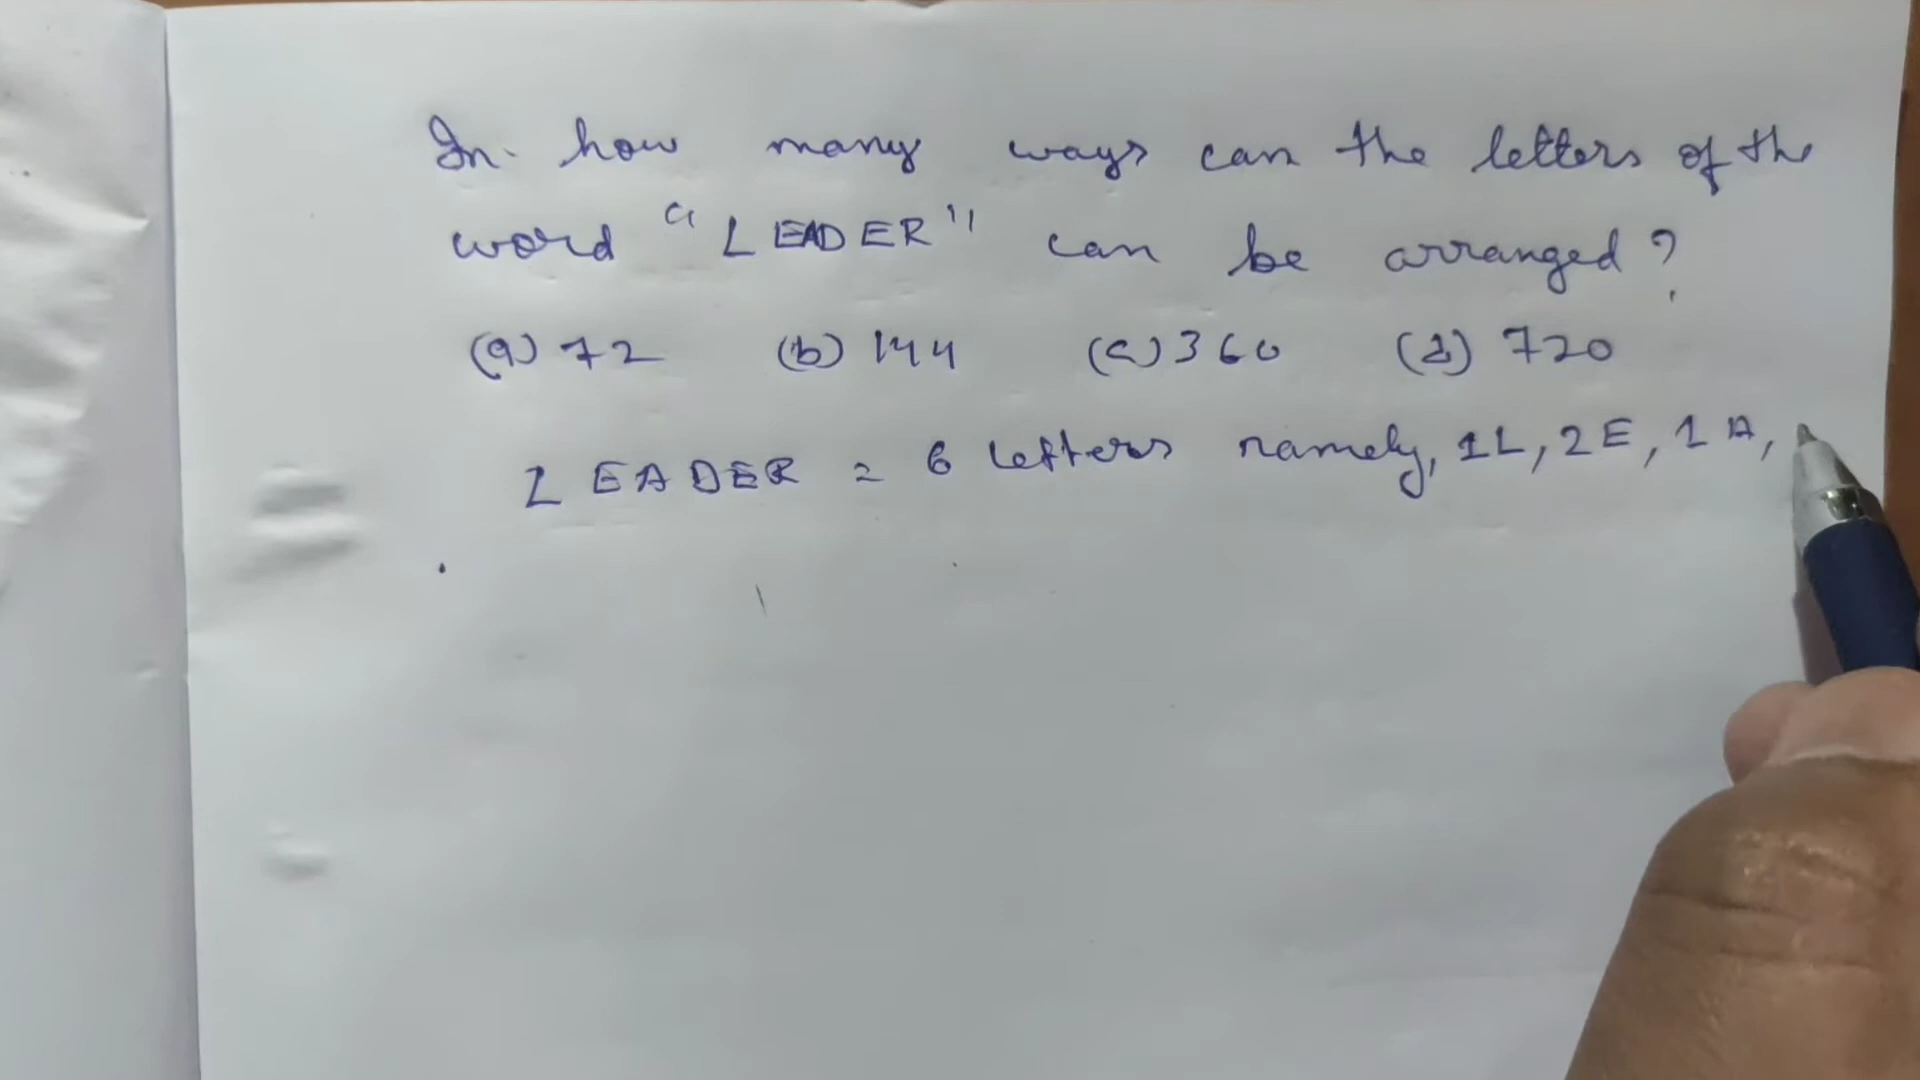 In how many ways can the letters of the
word "LEADER" can be arranged?
(a) 72 (b) 144 (c) 360 (d) 720
LEADER = 6 letters namely, 1L, 2E, 1A,